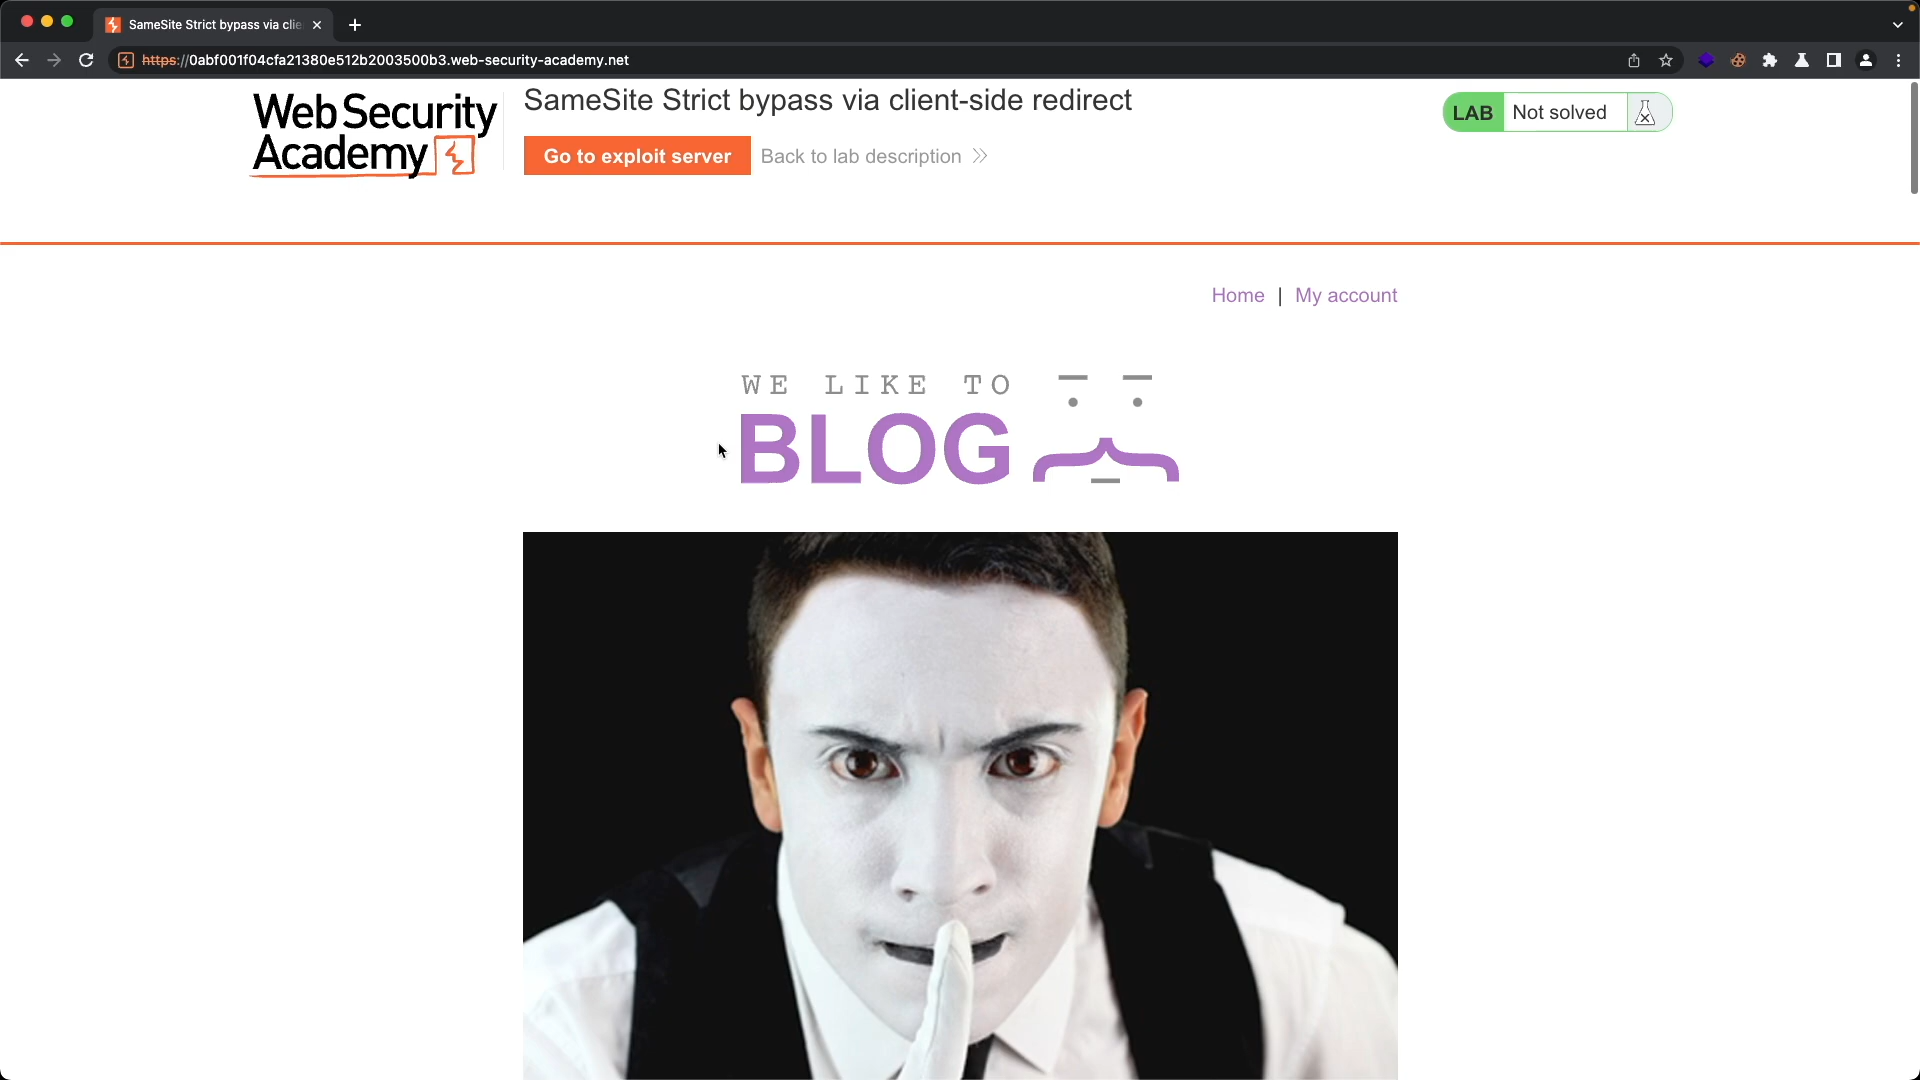 SameSite Strict bypass via clie
https://0abf001f04cfa21380e512b2003500b3.web-security-academy.net
Web Security
Academy
SameSite Strict bypass via client-side redirect
Go to exploit server
Back to lab description
LAB
Not solved
Home | My account
WE LIKE TO
BLOG